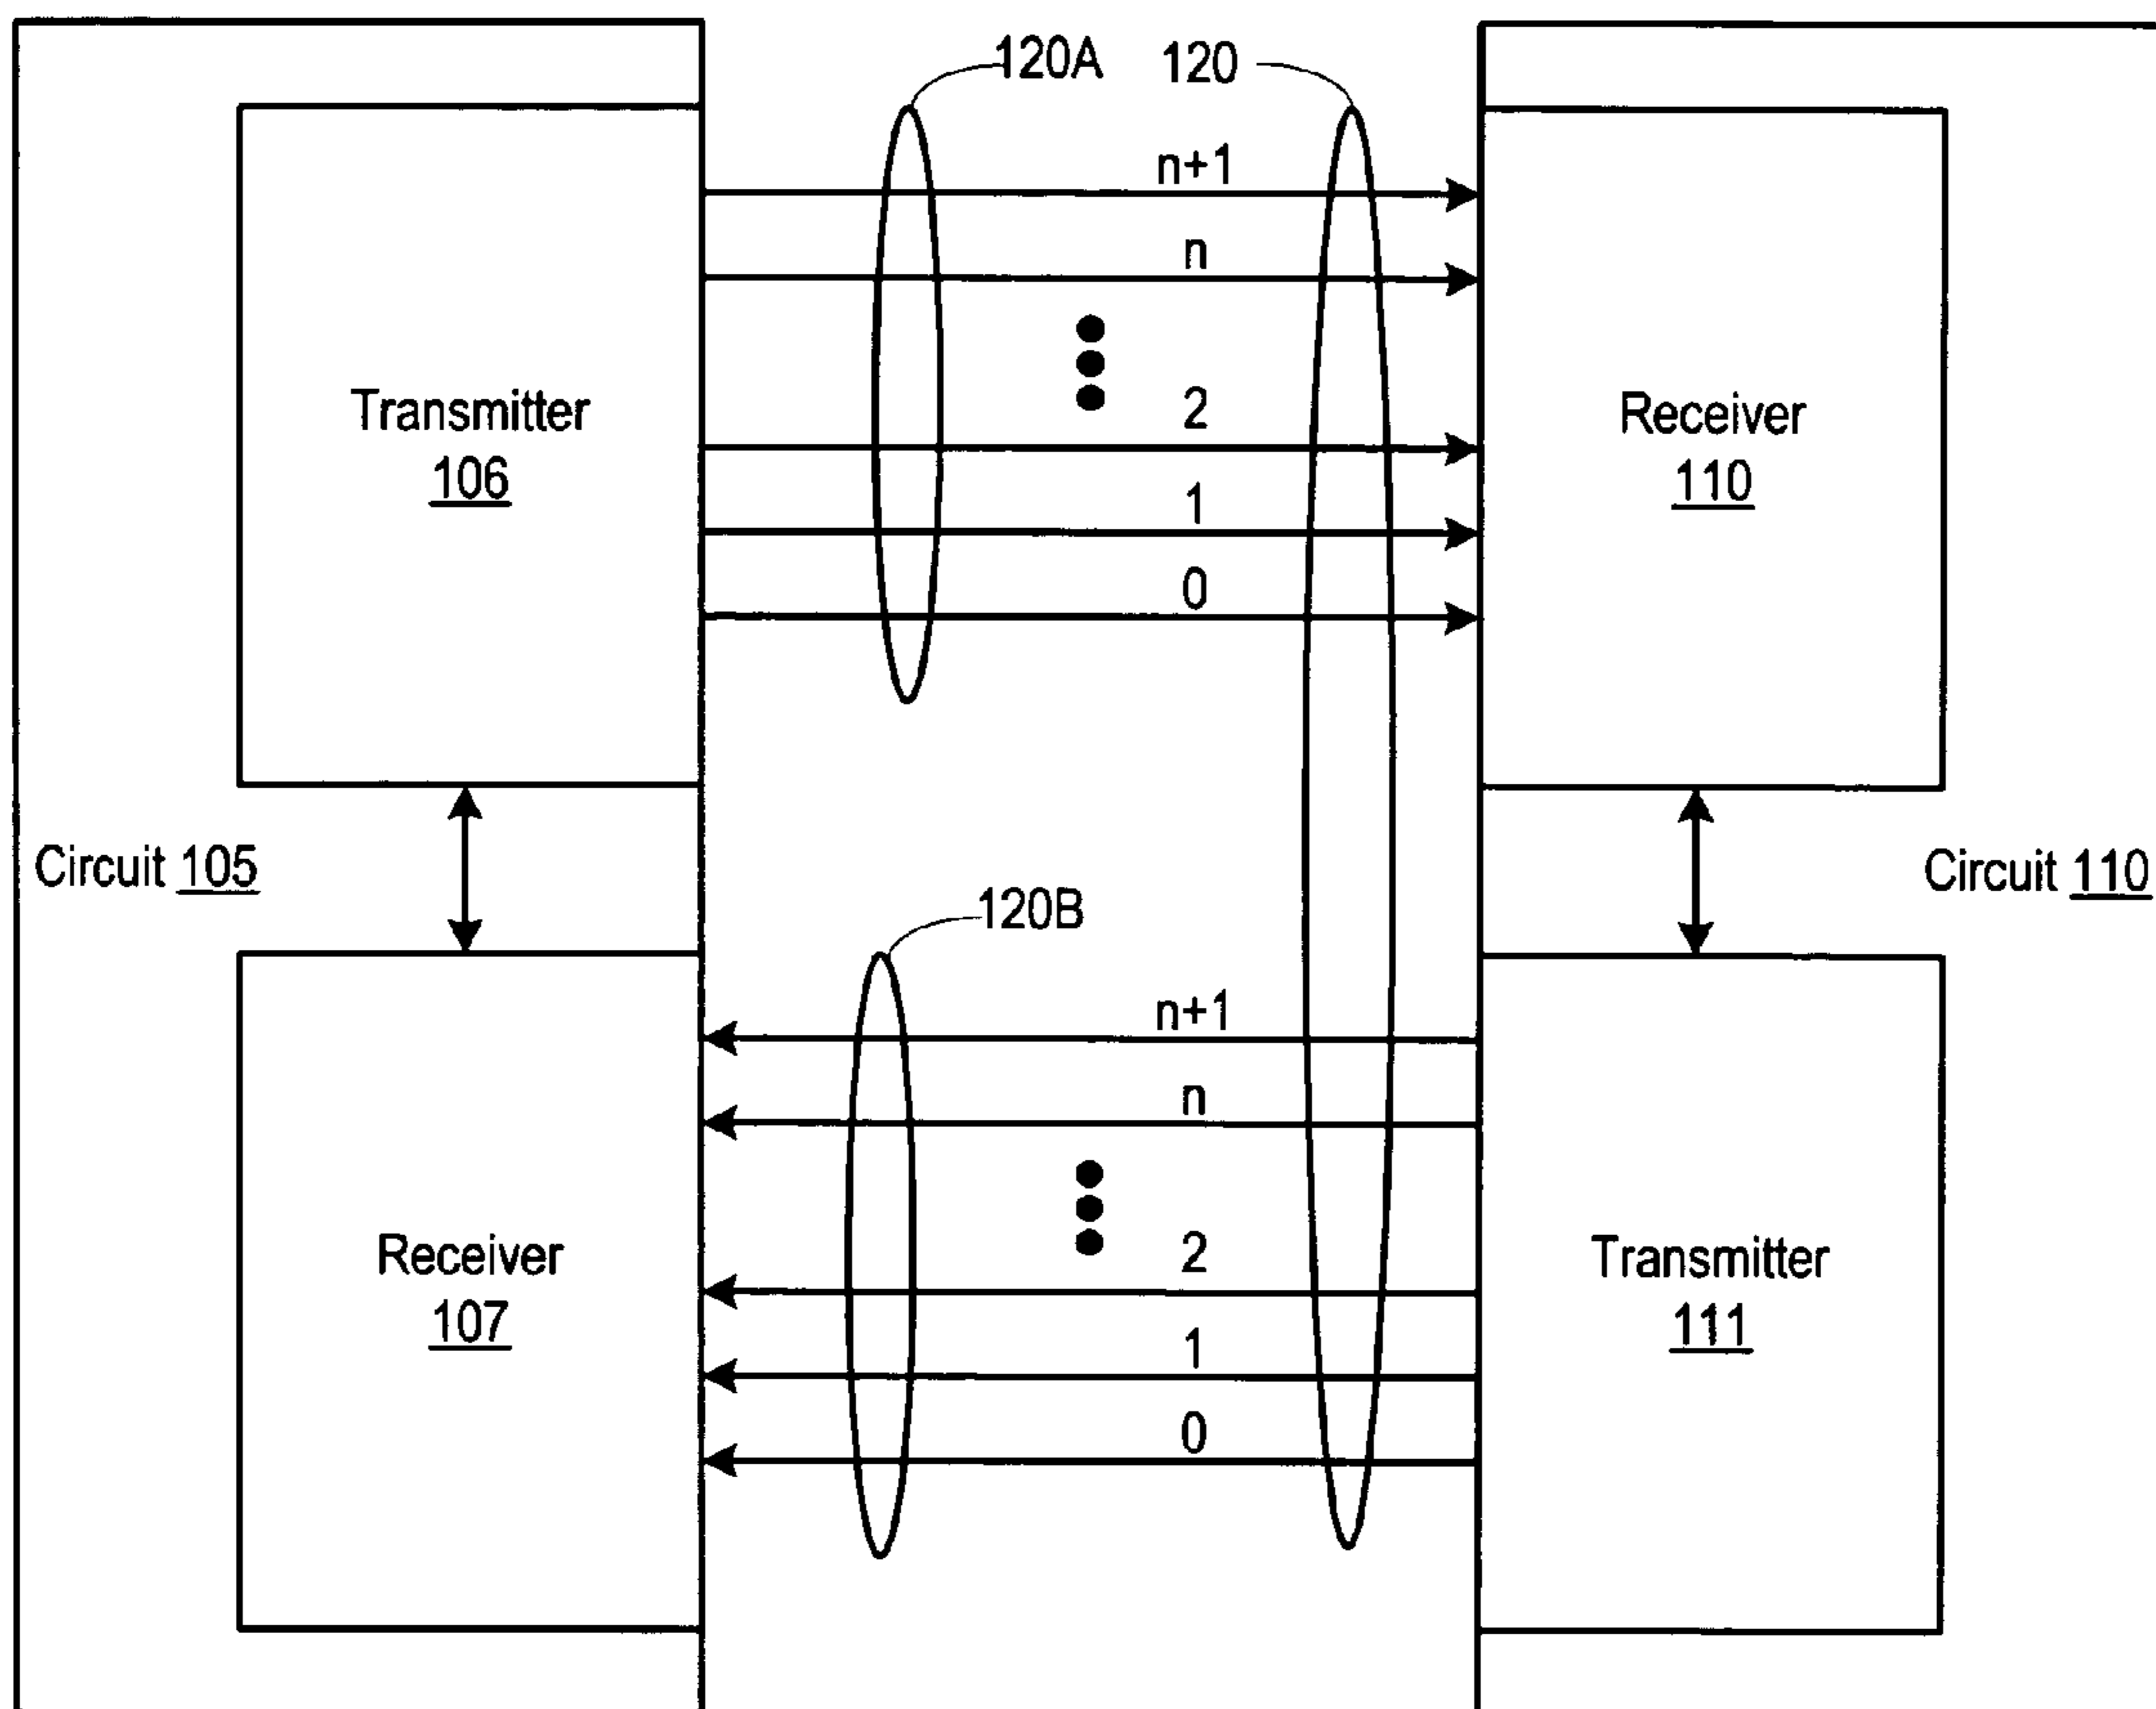 120A
120
n+1
n
2
1
0
Transmitter
106
Receiver
110
Circuit 105
Circuit 110
120B
n+1
n
2
1
0
Receiver
107
Transmitter
111